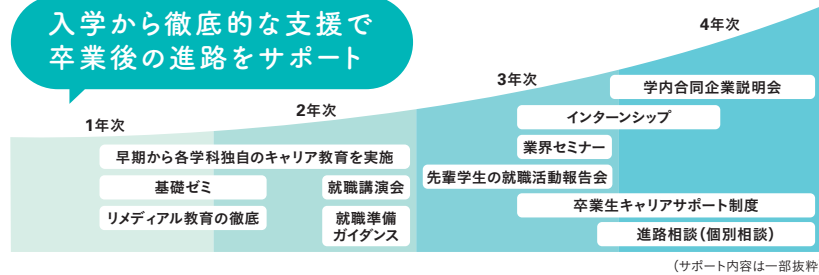 入学から徹底的な支援で
卒業後の進路をサポート
1年次
2年次
3年次
4年次
早期から各学科独自のキャリア教育を実施
基礎ゼミ
リメディアル教育の徹底
就職講演会
就職準備
ガイダンス
学内合同企業説明会
インターンシップ
業界セミナー
先輩学生の就職活動報告会
卒業生キャリアサポート制度
進路相談(個別相談)
(サポート内容は一部抜粋